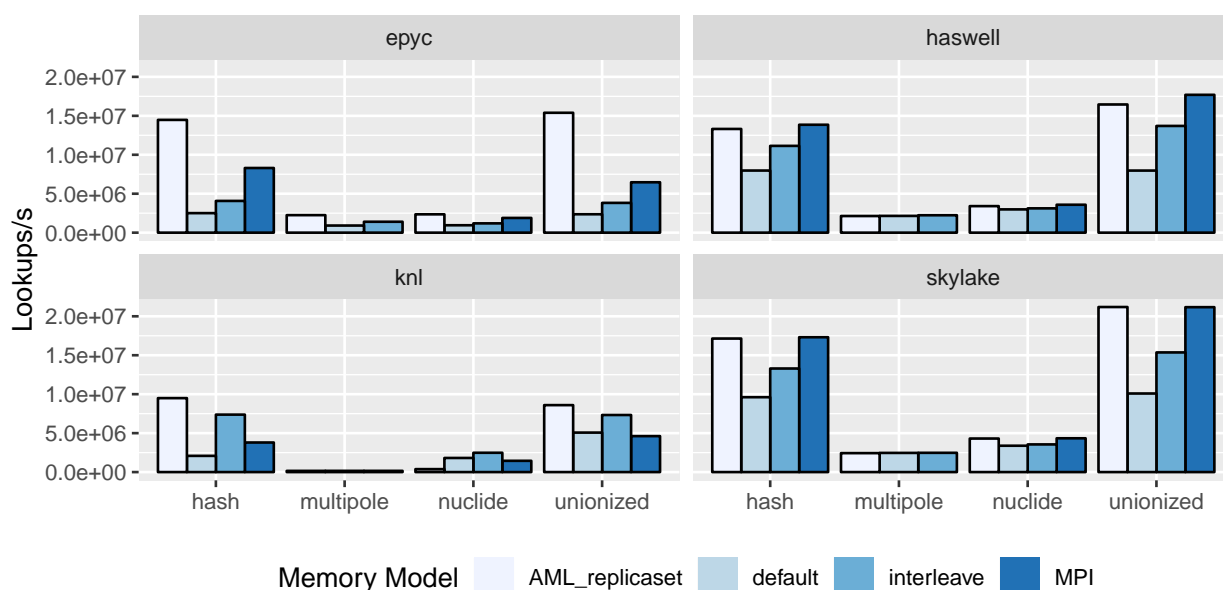 epyc
haswell
2.0e+07
1.5e+07
1.0e+07
5.0e+06
0.0e+00
knl
skylake
2.0e+07
1.5e+07
1.0e+07
5.0e+06
0.0e+00
Lookups/s
hash multipole nuclide unionized
hash multipole nuclide unionized
Memory Model AML_replicaset default interleave MPI